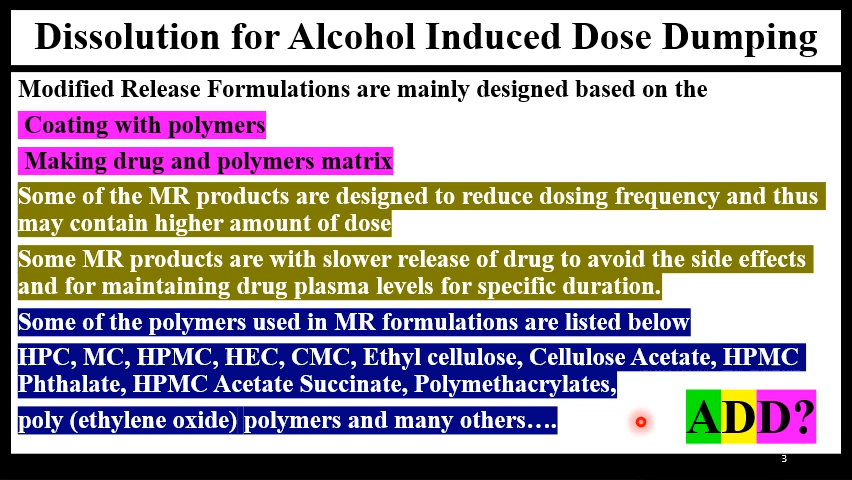 Dissolution for Alcohol Induced Dose Dumping
Modified Release Formulations are mainly designed based on the
Coating with polymers
Making drug and polymers matrix
Some of the MR products are designed to reduce dosing frequency and thus
may contain higher amount of dose
Some MR products are with slower release of drug to avoid the side effects
and for maintaining drug plasma levels for specific duration.
Some of the polymers used in MR formulations are listed below
HPC, MC, HPMC, HEC, CMC, Ethyl cellulose, Cellulose Acetate, HPMC
Phthalate, HPMC Acetate Succinate, Polymethacrylates,
poly (ethylene oxide) polymers and many others….
ADD?
3